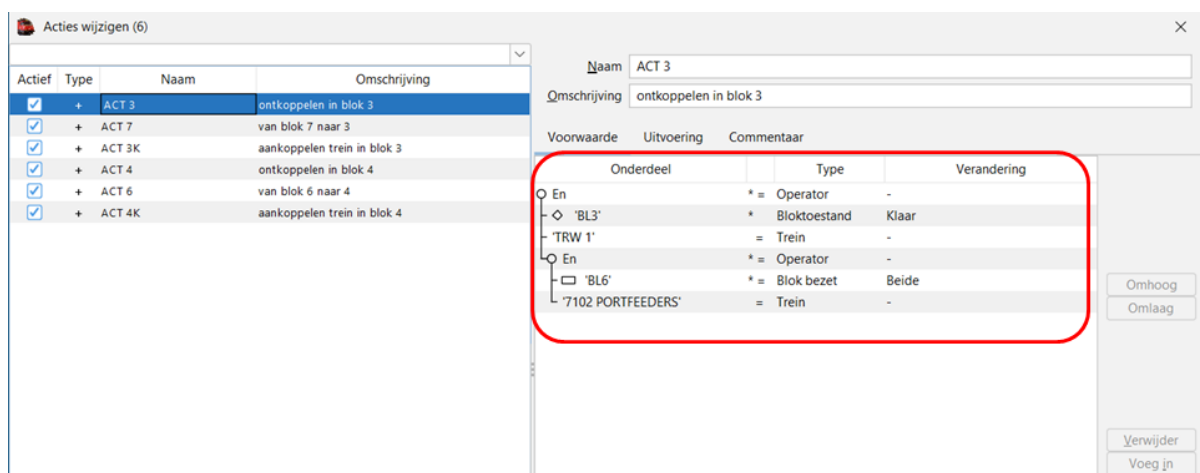 Acties wijzigen (6)
Actief Type Naam Omschrijving
+ ACT 3 ontkoppelen in blok 3
+ ACT 7 van blok 7 naar 3
+ ACT 3K aankoppelen trein in blok 3
+ ACT 4 ontkoppelen in blok 4
+ ACT 6 van blok 6 naar 4
+ ACT 4K aankoppelen trein in blok 4
Naam ACT 3
Omschrijving ontkoppelen in blok 3
Voorwaarde Uitvoering Commentaar
Onderdeel Type Verandering
En * = Operator -
'BL3' * Bloktoestand Klaar
'TRW 1' = Trein -
En * = Operator -
'BL6' * = Blok bezet Beide
'7102 PORTFEEDERS' = Trein -
Omhoog
Omlaag
Verwijder
Voeg in